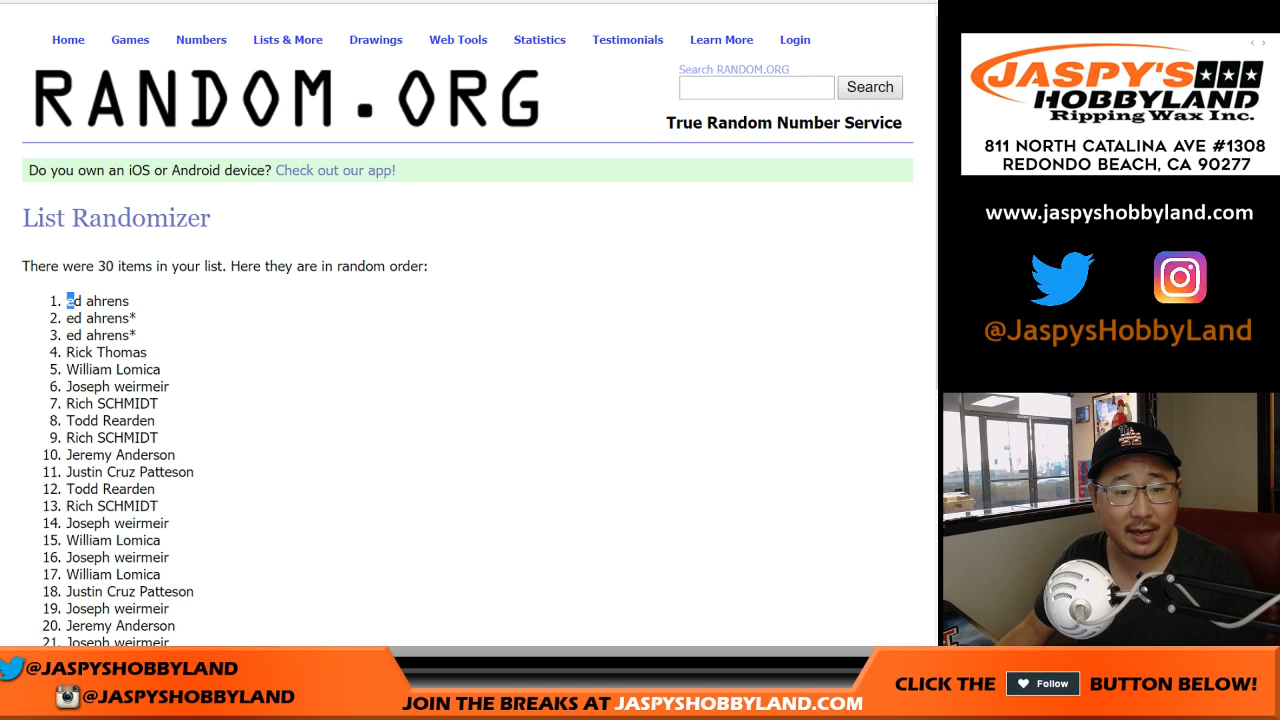 Home Games Numbers Lists & More Drawings Web Tools Statistics Testimonials Learn More Login
RANDOM.ORG
Search RANDOM.ORG
Search
True Random Number Service
Do you own an iOS or Android device? Check out our app!
List Randomizer
There were 30 items in your list. Here they are in random order:
1. ed ahrens
2. ed ahrens*
3. ed ahrens*
4. Rick Thomas
5. William Lomica
6. Joseph weirmeir
7. Rich SCHMIDT
8. Todd Rearden
9. Rich SCHMIDT
10. Jeremy Anderson
11. Justin Cruz Patteson
12. Todd Rearden
13. Rich SCHMIDT
14. Joseph weirmeir
15. William Lomica
16. Joseph weirmeir
17. William Lomica
18. Justin Cruz Patteson
19. Joseph weirmeir
20. Jeremy Anderson
21. Joseph weirmeir
JASPY'S
HOBBYLAND
Ripping Wax Inc.
811 NORTH CATALINA AVE #1308
REDONDO BEACH, CA 90277
www.jaspyshobbyland.com
@JaspysHobbyLand
LA
@JASPYSHOBBYLAND
@JASPYSHOBBYLAND
JOIN THE BREAKS AT JASPYSHOBBYLAND.COM
CLICK THE Follow BUTTON BELOW!